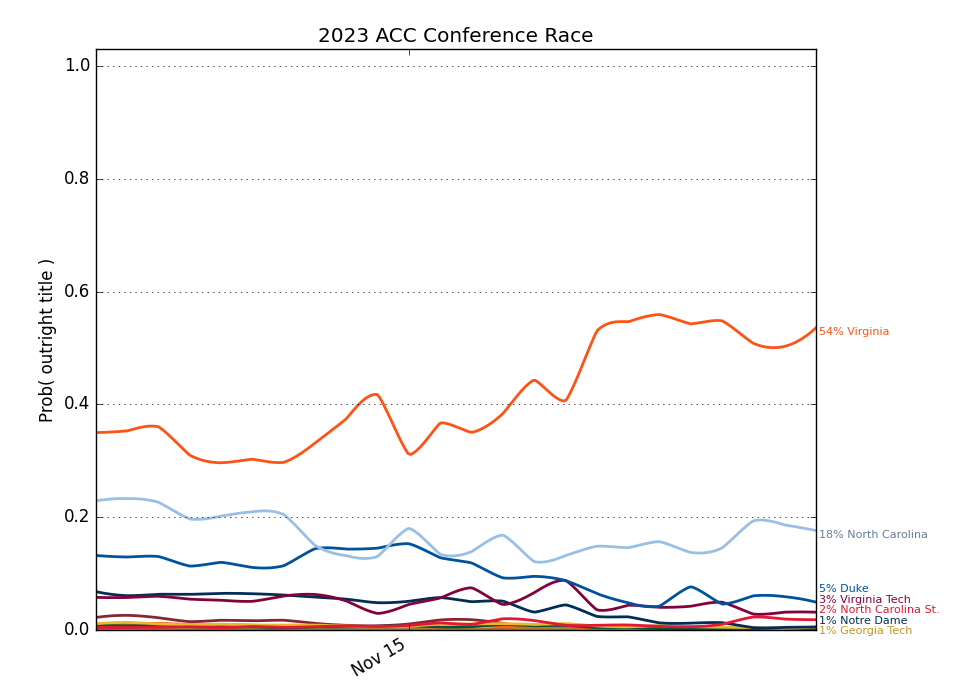 2023 ACC Conference Race
Prob( outright title )
1.0
0.8
0.6
0.4
0.2
0.0
Nov 15
54% Virginia
18% North Carolina
5% Duke
3% Virginia Tech
2% North Carolina St.
1% Notre Dame
1% Georgia Tech